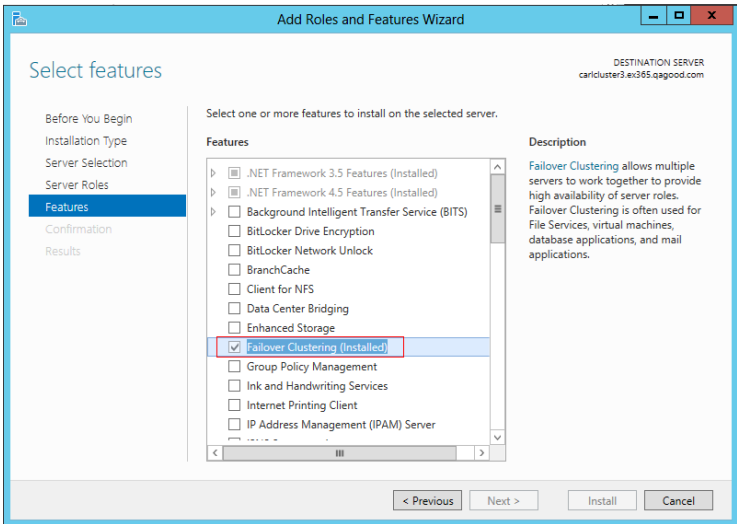 Add Roles and Features Wizard
Select features
DESTINATION SERVER
carlcluster3.ex365.qagood.com
Before You Begin
Installation Type
Server Selection
Server Roles
Features
Confirmation
Results
Select one or more features to install on the selected server.
Features
.NET Framework 3.5 Features (Installed)
.NET Framework 4.5 Features (Installed)
Background Intelligent Transfer Service (BITS)
BitLocker Drive Encryption
BitLocker Network Unlock
BranchCache
Client for NFS
Data Center Bridging
Enhanced Storage
Failover Clustering (Installed)
Group Policy Management
Ink and Handwriting Services
Internet Printing Client
IP Address Management (IPAM) Server
Description
Failover Clustering allows multiple
servers to work together to provide
high availability of server roles.
Failover Clustering is often used for
File Services, virtual machines,
database applications, and mail
applications.
< Previous
Next >
Install
Cancel